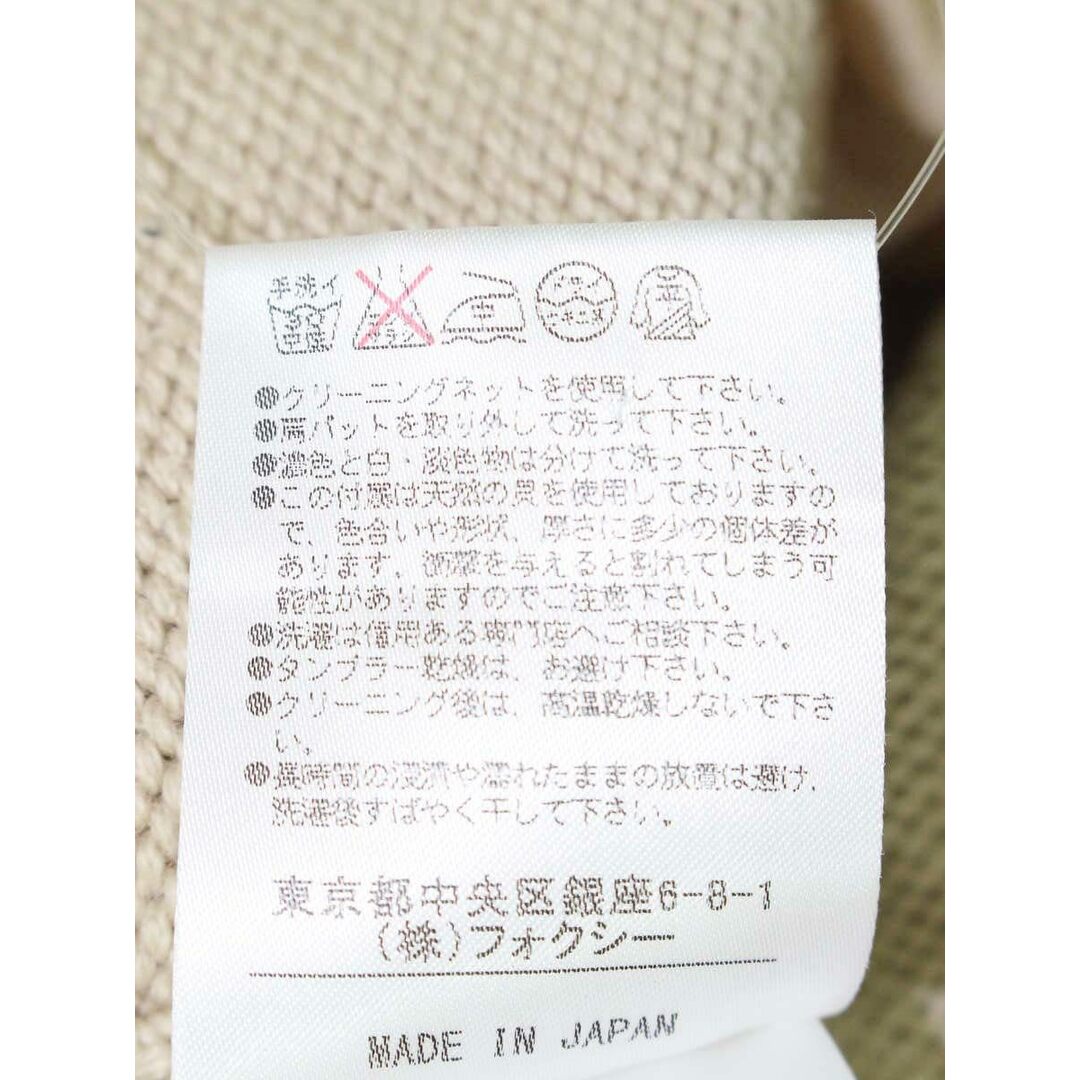 手洗イ
中
平
●クリーニングネットを使用して下さい。
●肩パットを取り外して洗って下さい。
●濃色と白・淡色物は分けて洗って下さい。
●この付属は天然の貝を使用しておりますの
で、色合いや形状、厚さに多少の個体差が
あります。衝撃を与えると割れてしまう可
能性がありますのでご注意下さい。
●洗濯は信用ある専門店へご相談下さい。
●タンブラー乾燥は、お避け下さい。
●クリーニング後は、高温乾燥しないで下さ
い。
●長時間の浸漬や濡れたままの放置は避け、
洗濯後すばやく干して下さい。
東京都中央区銀座6-8-1
(株)フォクシー
MADE IN JAPAN